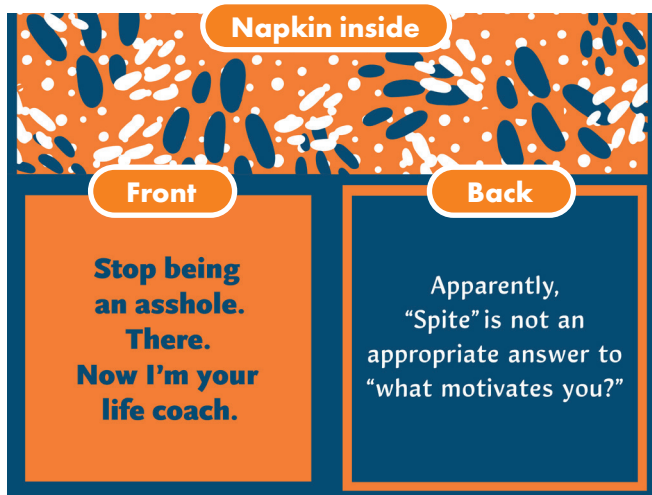 Napkin inside
Front
Stop being
an asshole.
There.
Now I'm your
life coach.
Back
Apparently,
“Spite” is not an
appropriate answer to
“what motivates you?”